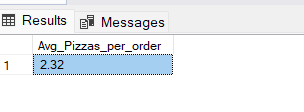 Results Messages
Avg_Pizzas_per_order
1 2.32